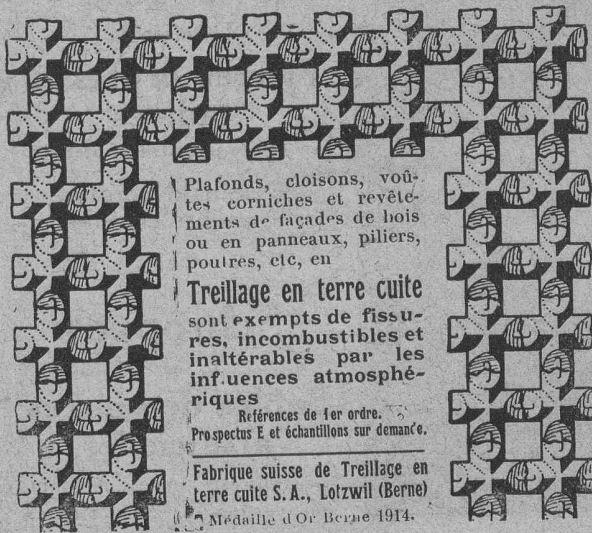 Plafonds, cloisons, voû-
tes corniches et revête-
ments de façades de bois
ou en panneaux, piliers,
poutres, etc, en
Treillage en terre cuite
sont exempts de fissu-
res, incombustibles et
inaltérables par les
influences atmosphé-
riques
Références de 1er ordre.
Prospectus E et échantillons sur demande.
Fabrique suisse de Treillage en
terre cuite S. A., Lotzwil (Berne)
Médaille d'Or Berne 1914.